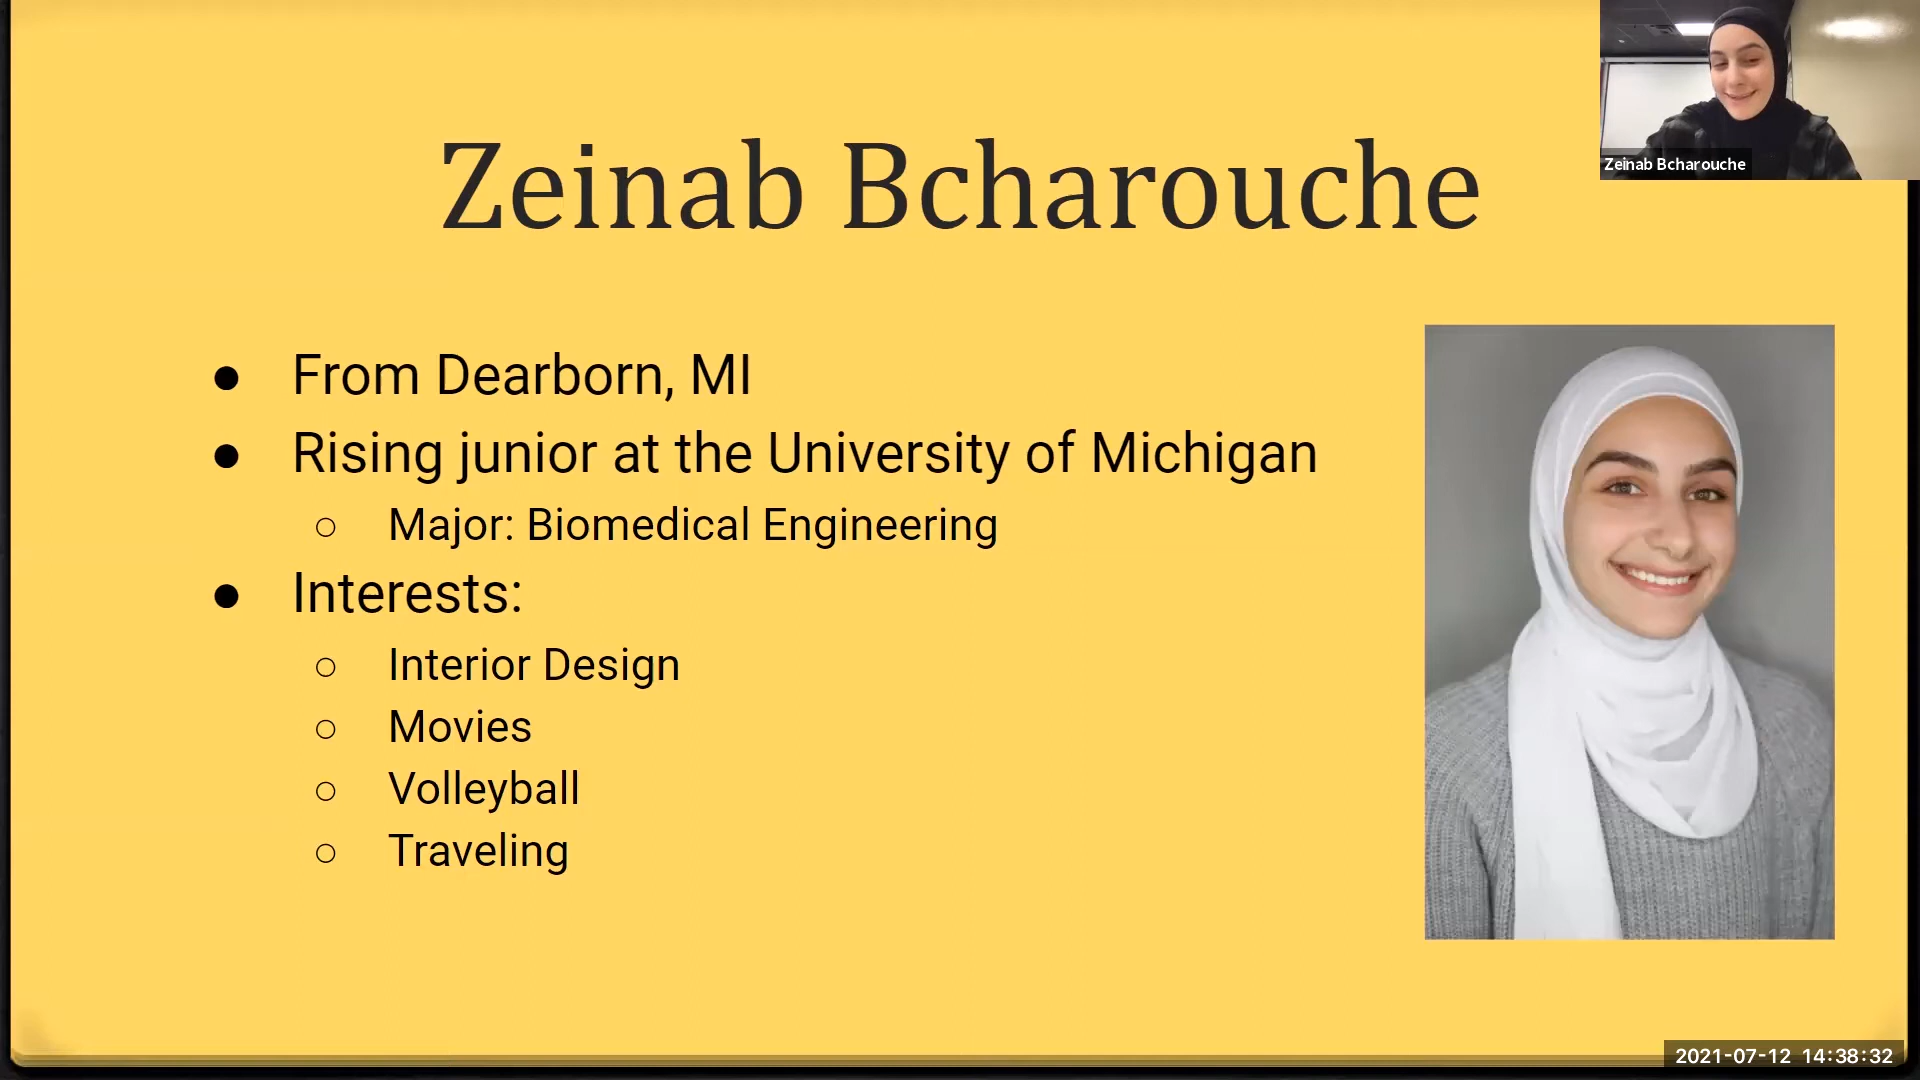 Zeinab Bcharouche
Zeinab Bcharouche
● From Dearborn, MI
● Rising junior at the University of Michigan
○ Major: Biomedical Engineering
● Interests:
○ Interior Design
○ Movies
○ Volleyball
○ Traveling
2021-07-12 14:38:32